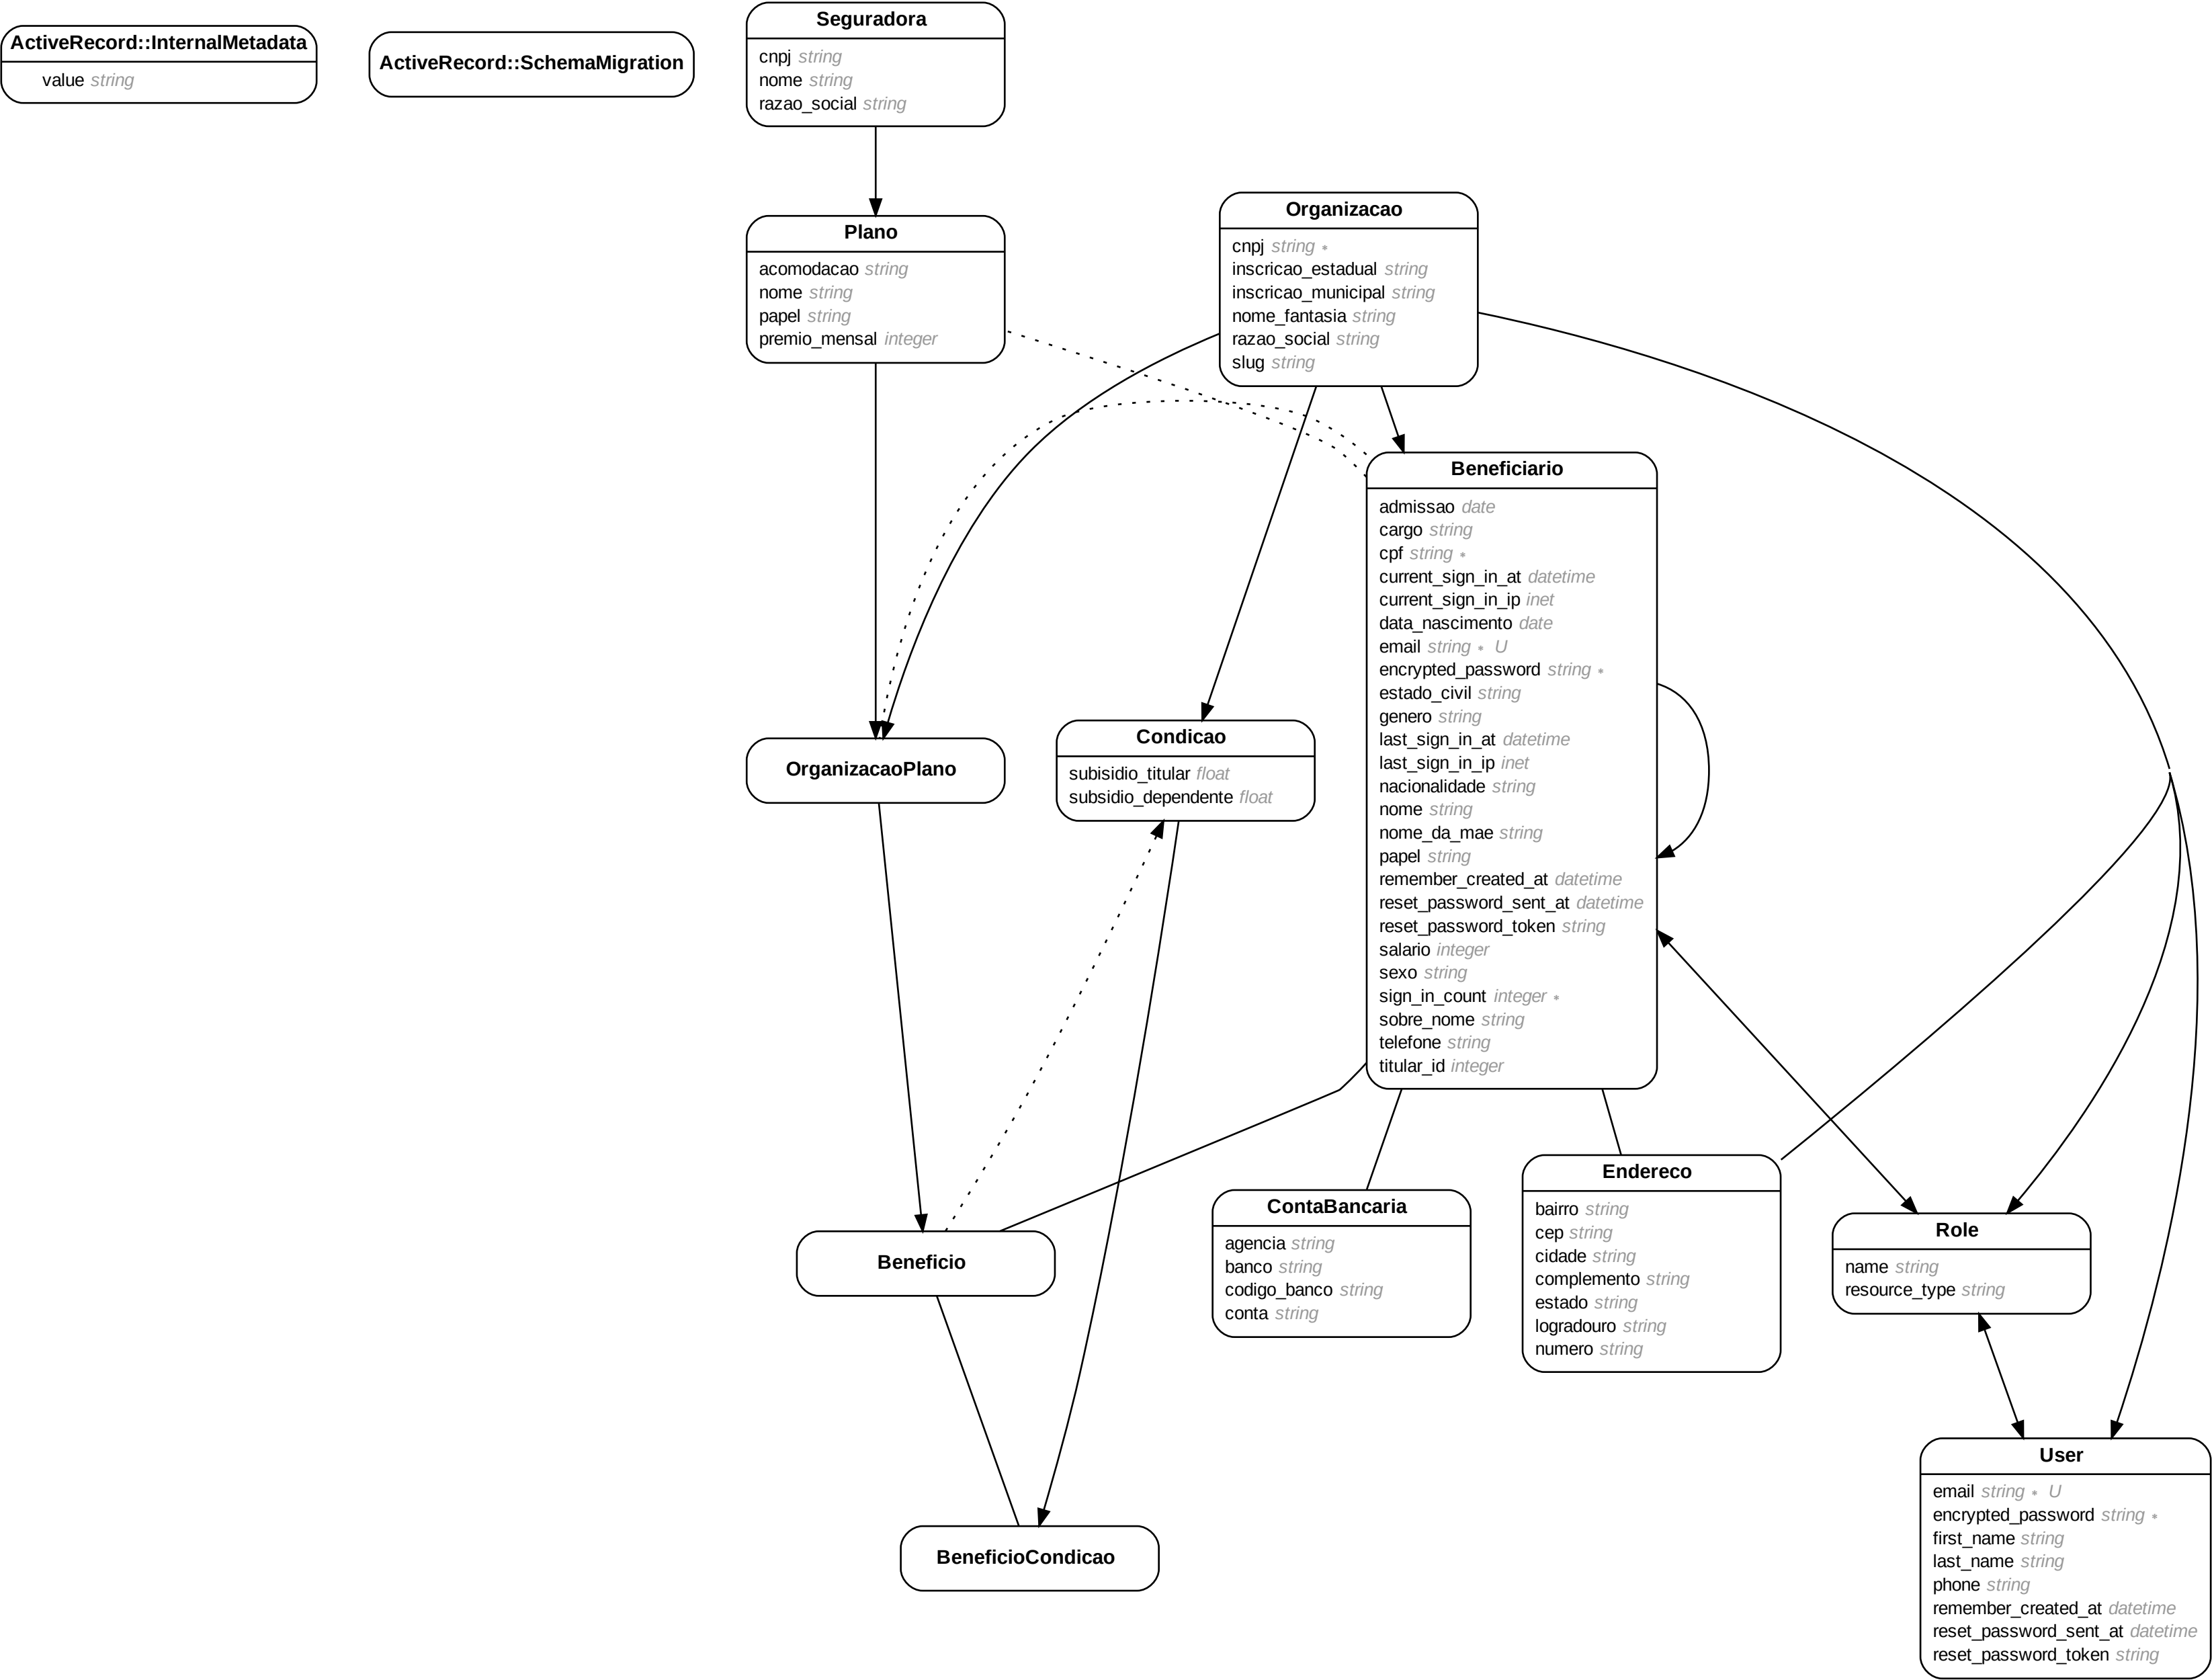 ActiveRecord::InternalMetadata
value string
ActiveRecord::SchemaMigration
Seguradora
cnpj string
nome string
razao_social string
Plano
acomodacao string
nome string
papel string
premio_mensal integer
Organizacao
cnpj string *
inscricao_estadual string
inscricao_municipal string
nome_fantasia string
razao_social string
slug string
Beneficiario
admissao date
cargo string
cpf string *
current_sign_in_at datetime
current_sign_in_ip inet
data_nascimento date
email string * U
encrypted_password string *
estado_civil string
genero string
last_sign_in_at datetime
last_sign_in_ip inet
nacionalidade string
nome string
nome_da_mae string
papel string
remember_created_at datetime
reset_password_sent_at datetime
reset_password_token string
salario integer
sexo string
sign_in_count integer *
sobre_nome string
telefone string
titular_id integer
OrganizacaoPlano
Condicao
subisidio_titular float
subsidio_dependente float
Beneficio
ContaBancaria
agencia string
banco string
codigo_banco string
conta string
Endereco
bairro string
cep string
cidade string
complemento string
estado string
logradouro string
numero string
Role
name string
resource_type string
BeneficioCondicao
User
email string * U
encrypted_password string *
first_name string
last_name string
phone string
remember_created_at datetime
reset_password_sent_at datetime
reset_password_token string